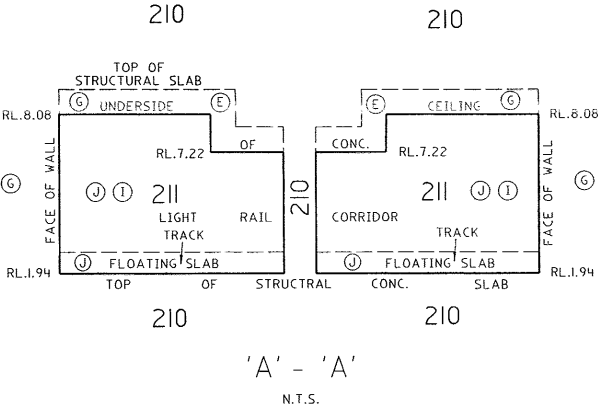 210 210
TOP OF
STRUCTURAL SLAB
G UNDERSIDE E E CEILING G
RL.8.08 RL.8.08
OF CONC.
RL.7.22 RL.7.22
FACE OF WALL FACE OF WALL
G G
J I 211 210 211 J I
LIGHT RAIL CORRIDOR
TRACK TRACK
J FLOATING SLAB J FLOATING SLAB
RL.1.94 RL.1.94
TOP OF STRUCTRAL CONC. SLAB
210 210
'A' - 'A'
N.T.S.